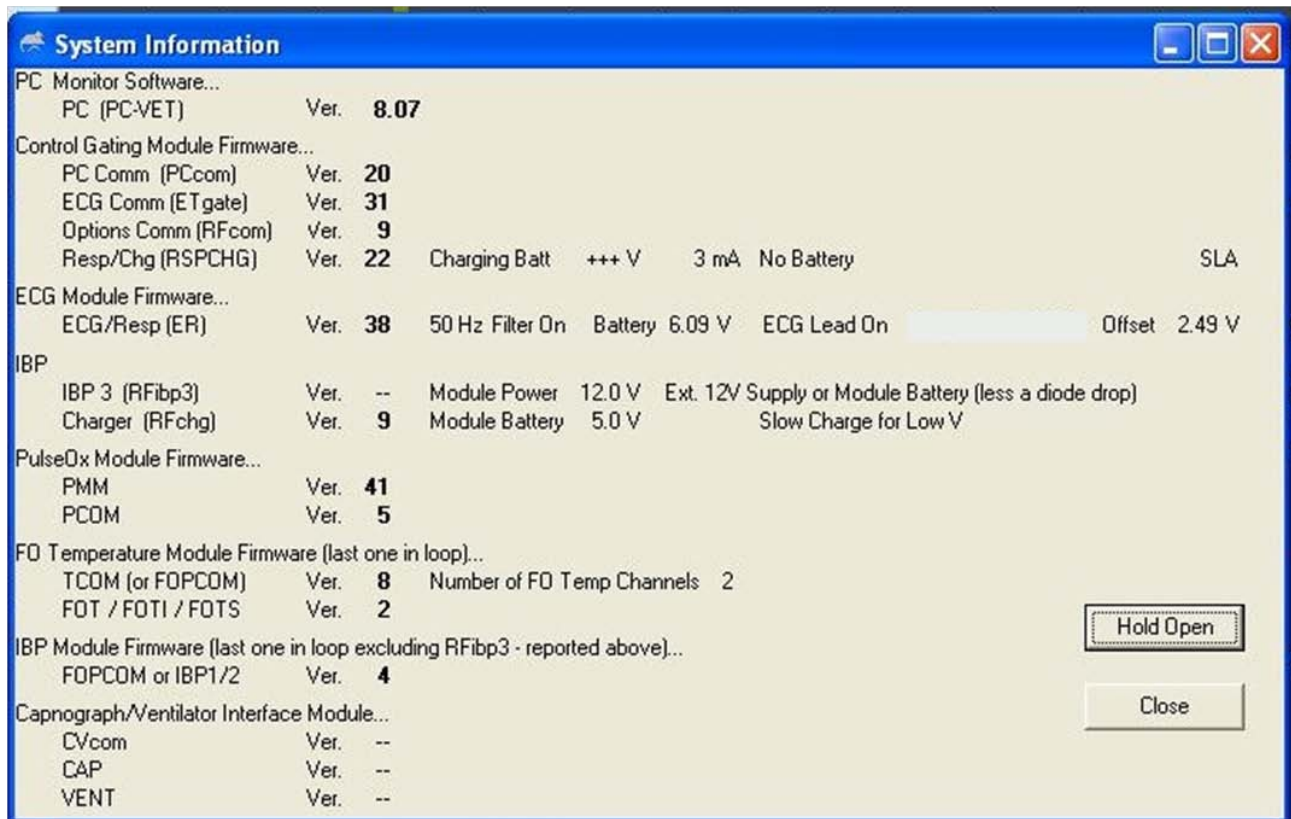 System Information
PC Monitor Software...
PC (PC-VET) Ver. 8.07
Control Gating Module Firmware...
PC Comm (PCcom) Ver. 20
ECG Comm (ETgate) Ver. 31
Options Comm (RFcom) Ver. 9
Resp/Chg (RSPCHG) Ver. 22 Charging Batt +++ V 3 mA No Battery SLA
ECG Module Firmware...
ECG/Resp (ER) Ver. 38 50 Hz Filter On Battery 6.09 V ECG Lead On Offset 2.49 V
IBP
IBP 3 (RFibp3) Ver. -- Module Power 12.0 V Ext. 12V Supply or Module Battery (less a diode drop)
Charger (RFchg) Ver. 9 Module Battery 5.0 V Slow Charge for Low V
PulseOx Module Firmware...
PMM Ver. 41
PCOM Ver. 5
FO Temperature Module Firmware (last one in loop)...
TCOM (or FOPCOM) Ver. 8 Number of FO Temp Channels 2
FOT / FOTI / FOTS Ver. 2
Hold Open
IBP Module Firmware (last one in loop excluding RFibp3 - reported above)...
FOPCOM or IBP1/2 Ver. 4
Close
Capnograph/Ventilator Interface Module...
CVcom Ver. --
CAP Ver. --
VENT Ver. --